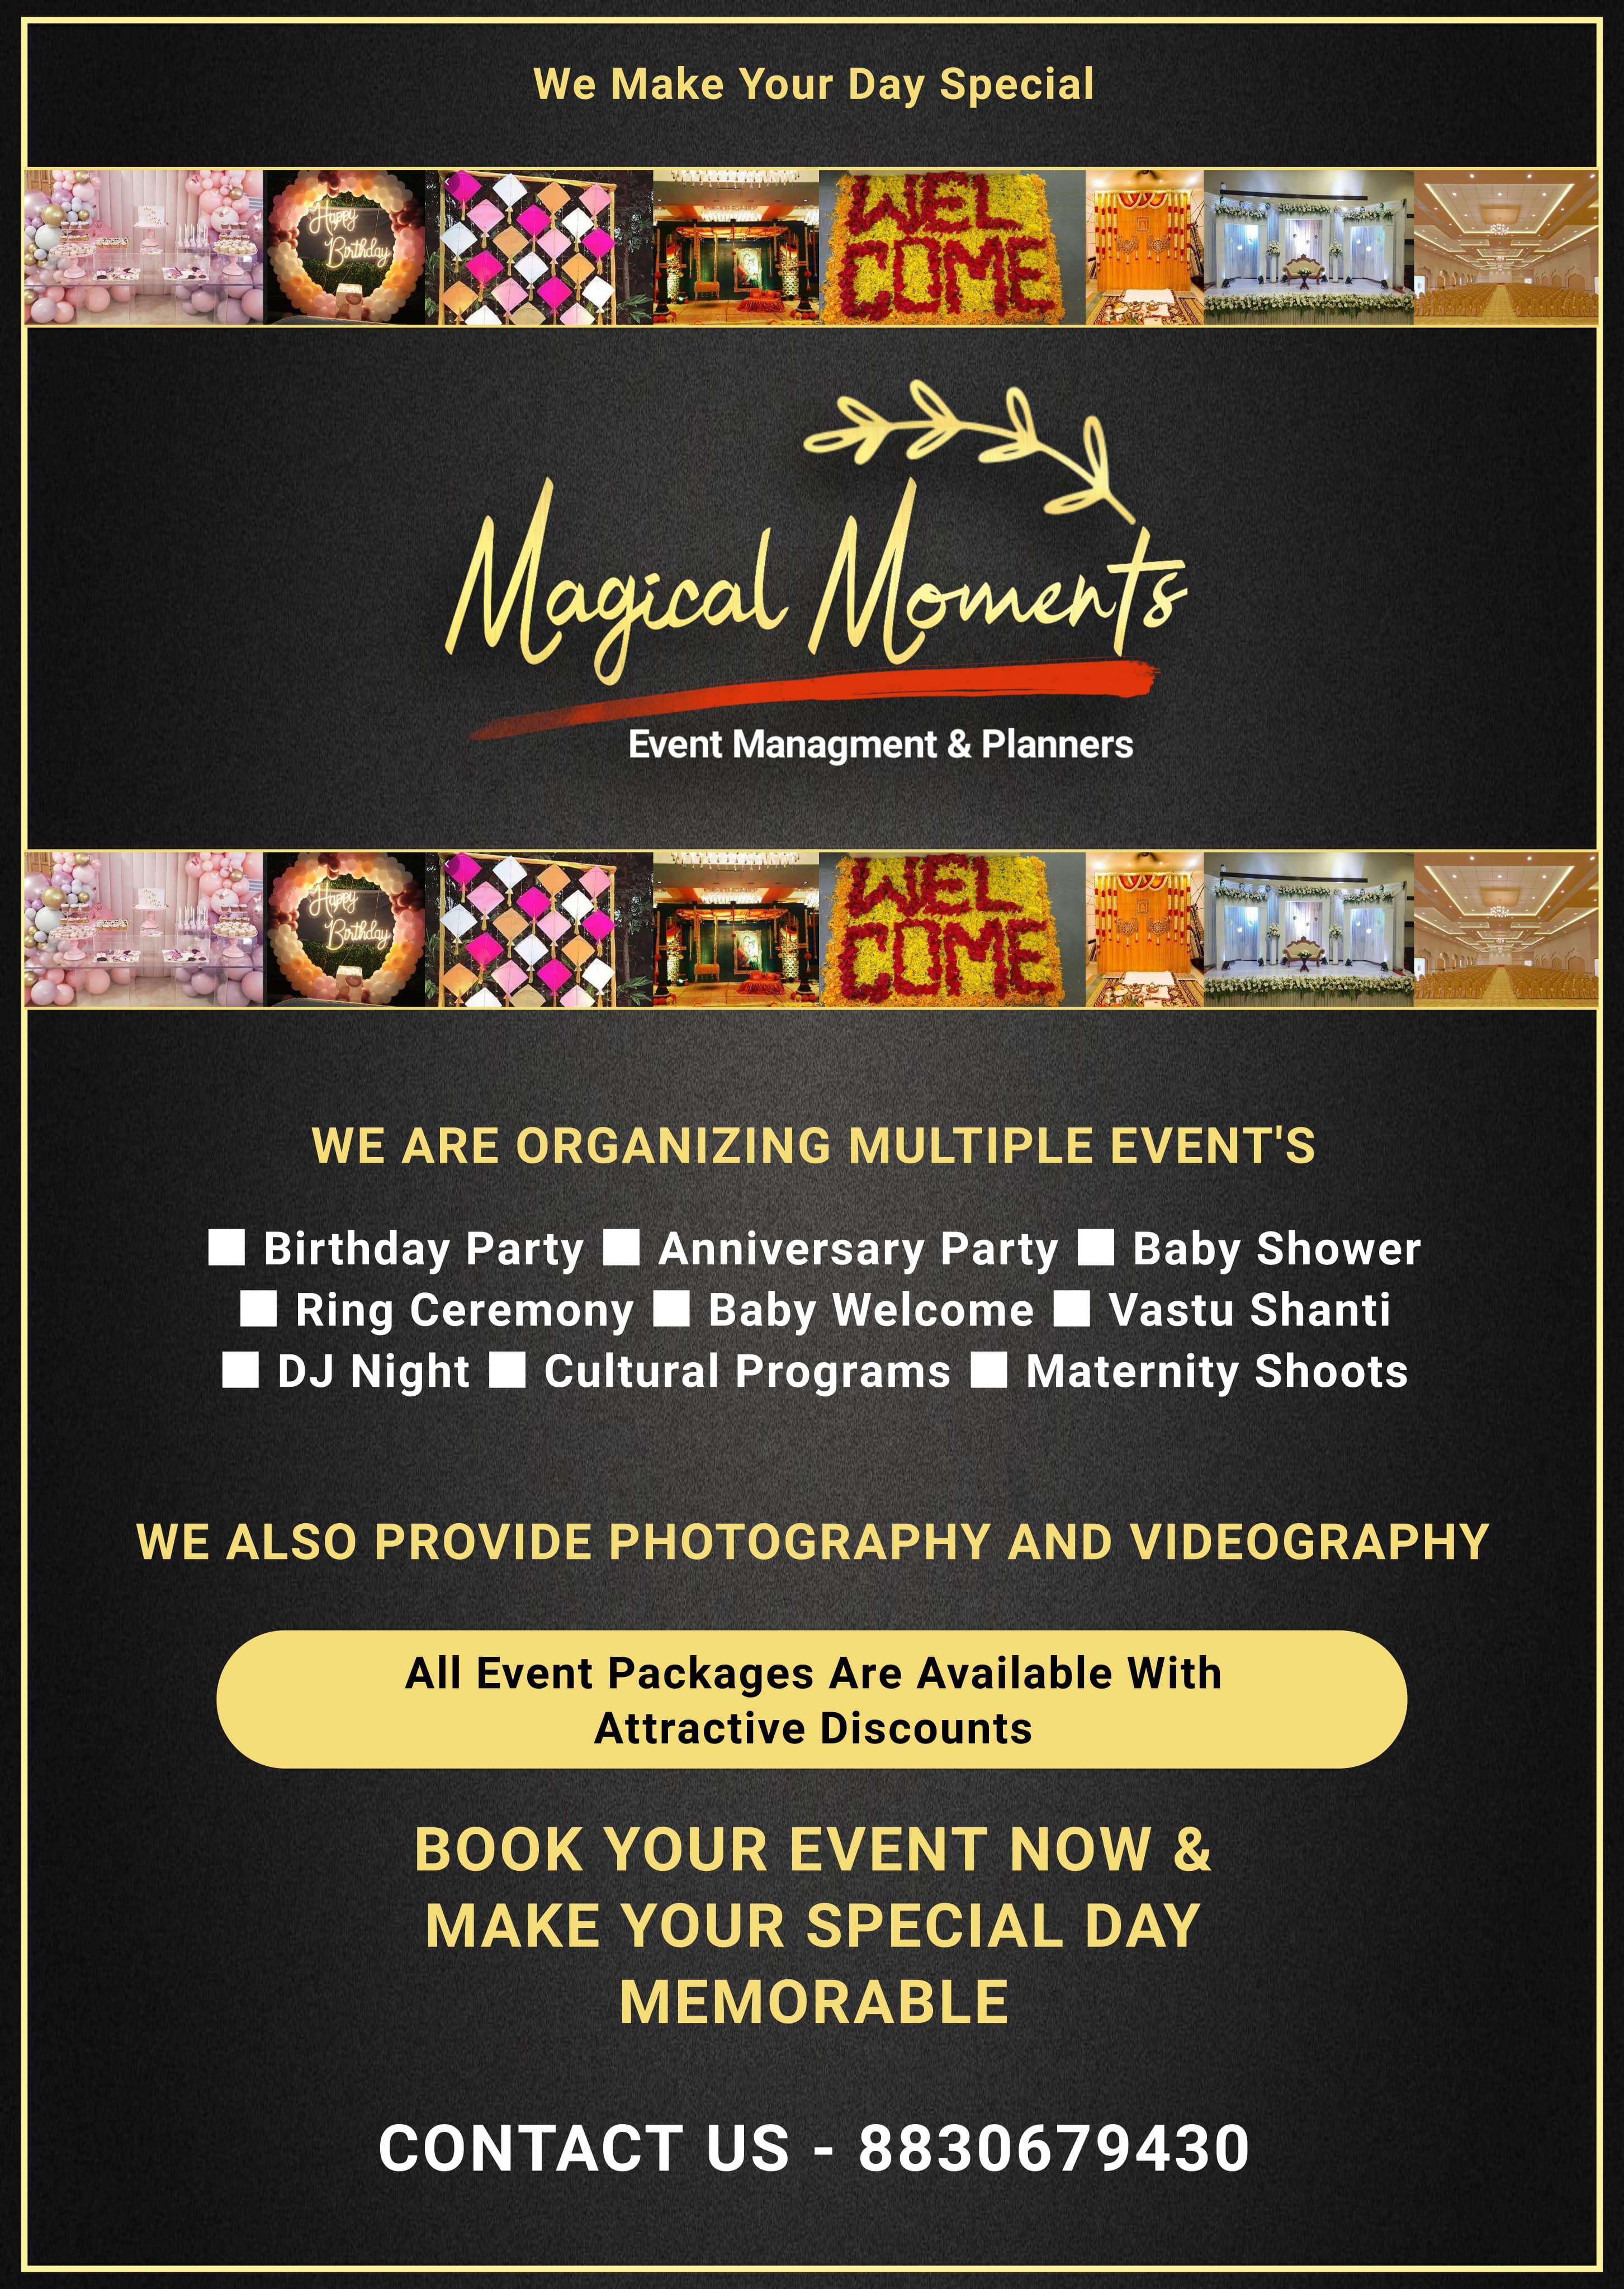 We Make Your Day Special
Happy
Birthday
WEL
COME
Magical Moments
Event Managment & Planners
Happy
Birthday
WEL
COME
WE ARE ORGANIZING MULTIPLE EVENT'S
■ Birthday Party ■ Anniversary Party ■ Baby Shower
■ Ring Ceremony ■ Baby Welcome ■ Vastu Shanti
■ DJ Night ■ Cultural Programs ■ Maternity Shoots
WE ALSO PROVIDE PHOTOGRAPHY AND VIDEOGRAPHY
All Event Packages Are Available With
Attractive Discounts
BOOK YOUR EVENT NOW &
MAKE YOUR SPECIAL DAY
MEMORABLE
CONTACT US - 8830679430